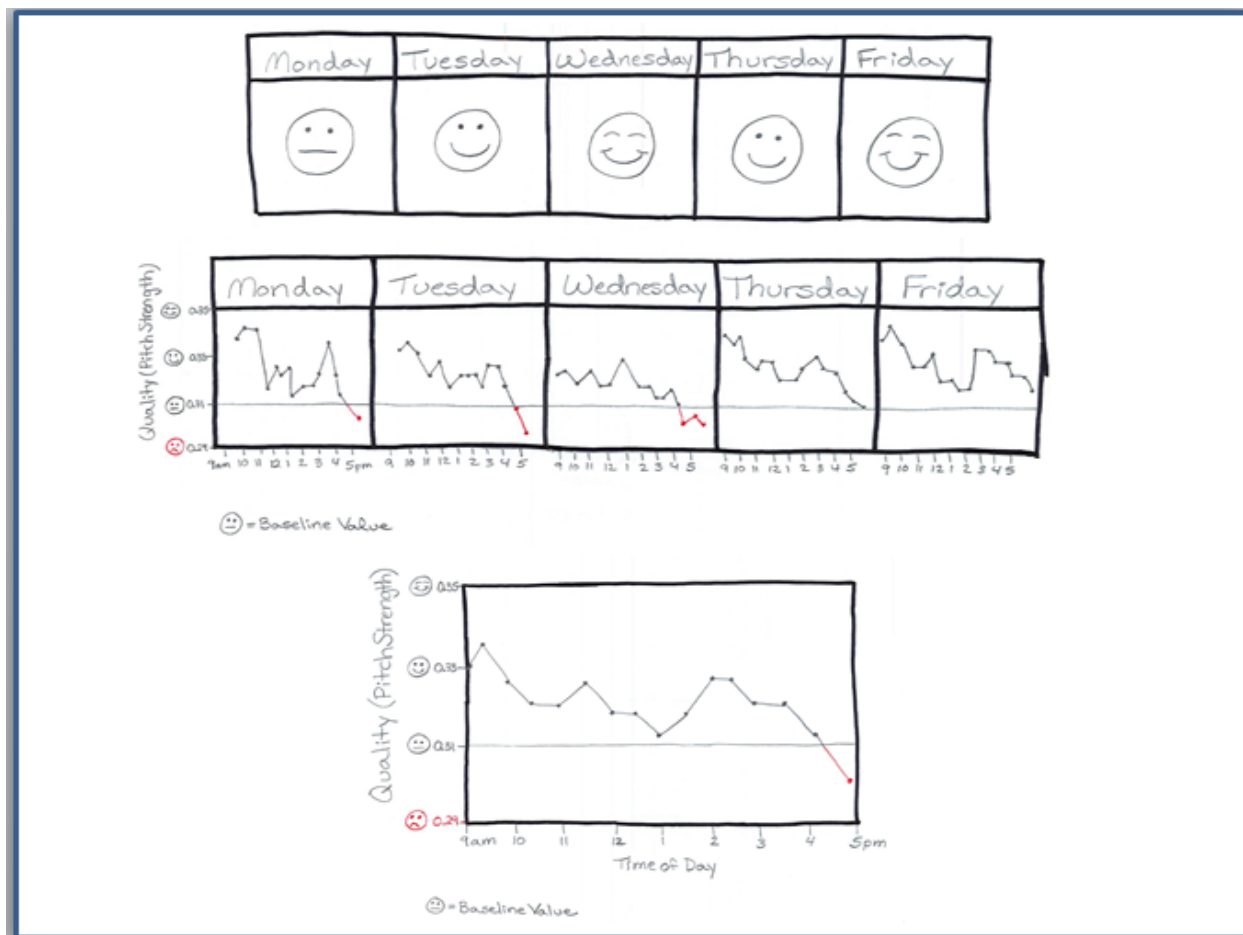 Monday Tuesday Wednesday Thursday Friday
Monday Tuesday Wednesday Thursday Friday
Quality (Pitch Strength)
0.35
0.33
0.31
0.29
9am 10 11 12 1 2 3 4 5pm 9 10 11 12 1 2 3 4 5 9 10 11 12 1 2 3 4 5 9 10 11 12 1 2 3 4 5 9 10 11 12 1 2 3 4 5
= Baseline Value
Quality (Pitch Strength)
0.35
0.33
0.31
0.29
9am 10 11 12 1 2 3 4 5pm
Time of Day
= Baseline Value